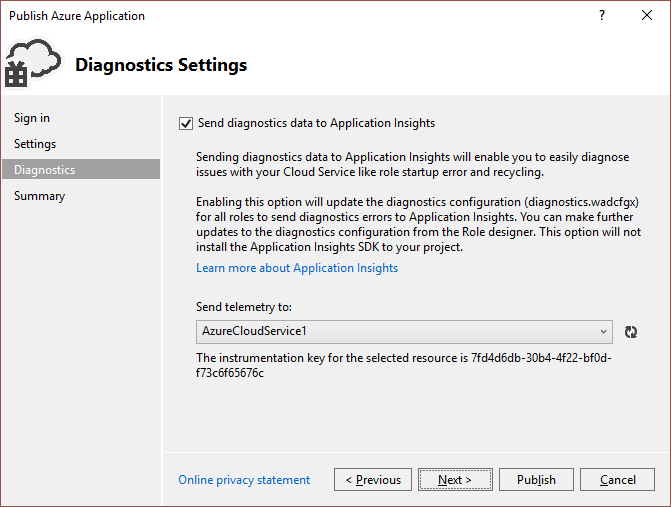 Publish Azure Application
?
Diagnostics Settings
Sign in
Settings
Diagnostics
Summary
Send diagnostics data to Application Insights
Sending diagnostics data to Application Insights will enable you to easily diagnose
issues with your Cloud Service like role startup error and recycling.
Enabling this option will update the diagnostics configuration (diagnostics.wadcfgx)
for all roles to send diagnostics errors to Application Insights. You can make further
updates to the diagnostics configuration from the Role designer. This option will not
install the Application Insights SDK to your project.
Learn more about Application Insights
Send telemetry to:
AzureCloudService1
The instrumentation key for the selected resource is 7fd4d6db-30b4-4f22-bf0d-
f73c6f65676c
Online privacy statement
< Previous
Next >
Publish
Cancel